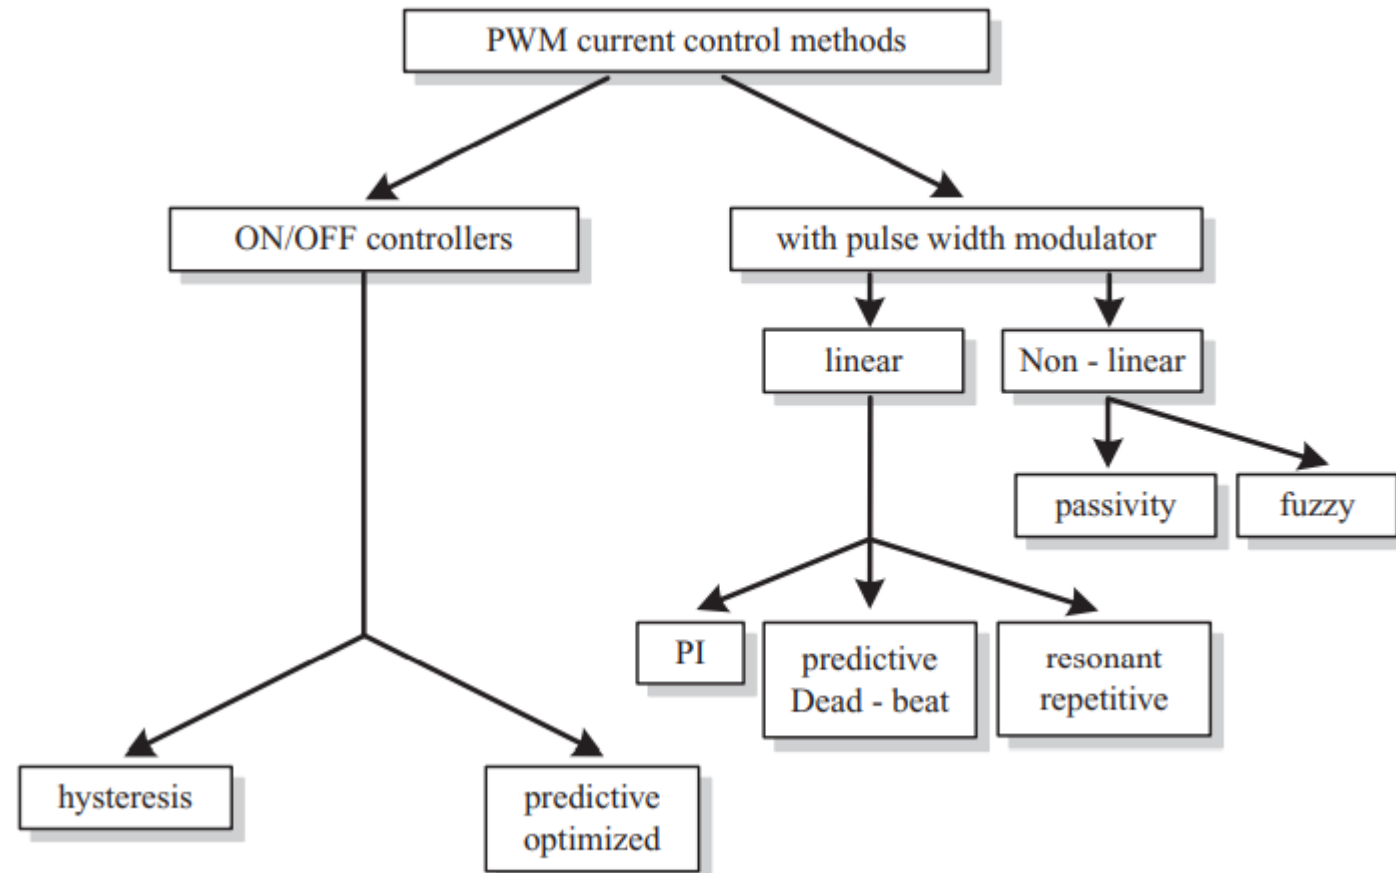 PWM current control methods
ON/OFF controllers
with pulse width modulator
linear
Non - linear
passivity
fuzzy
PI
predictive
Dead - beat
resonant
repetitive
hysteresis
predictive
optimized